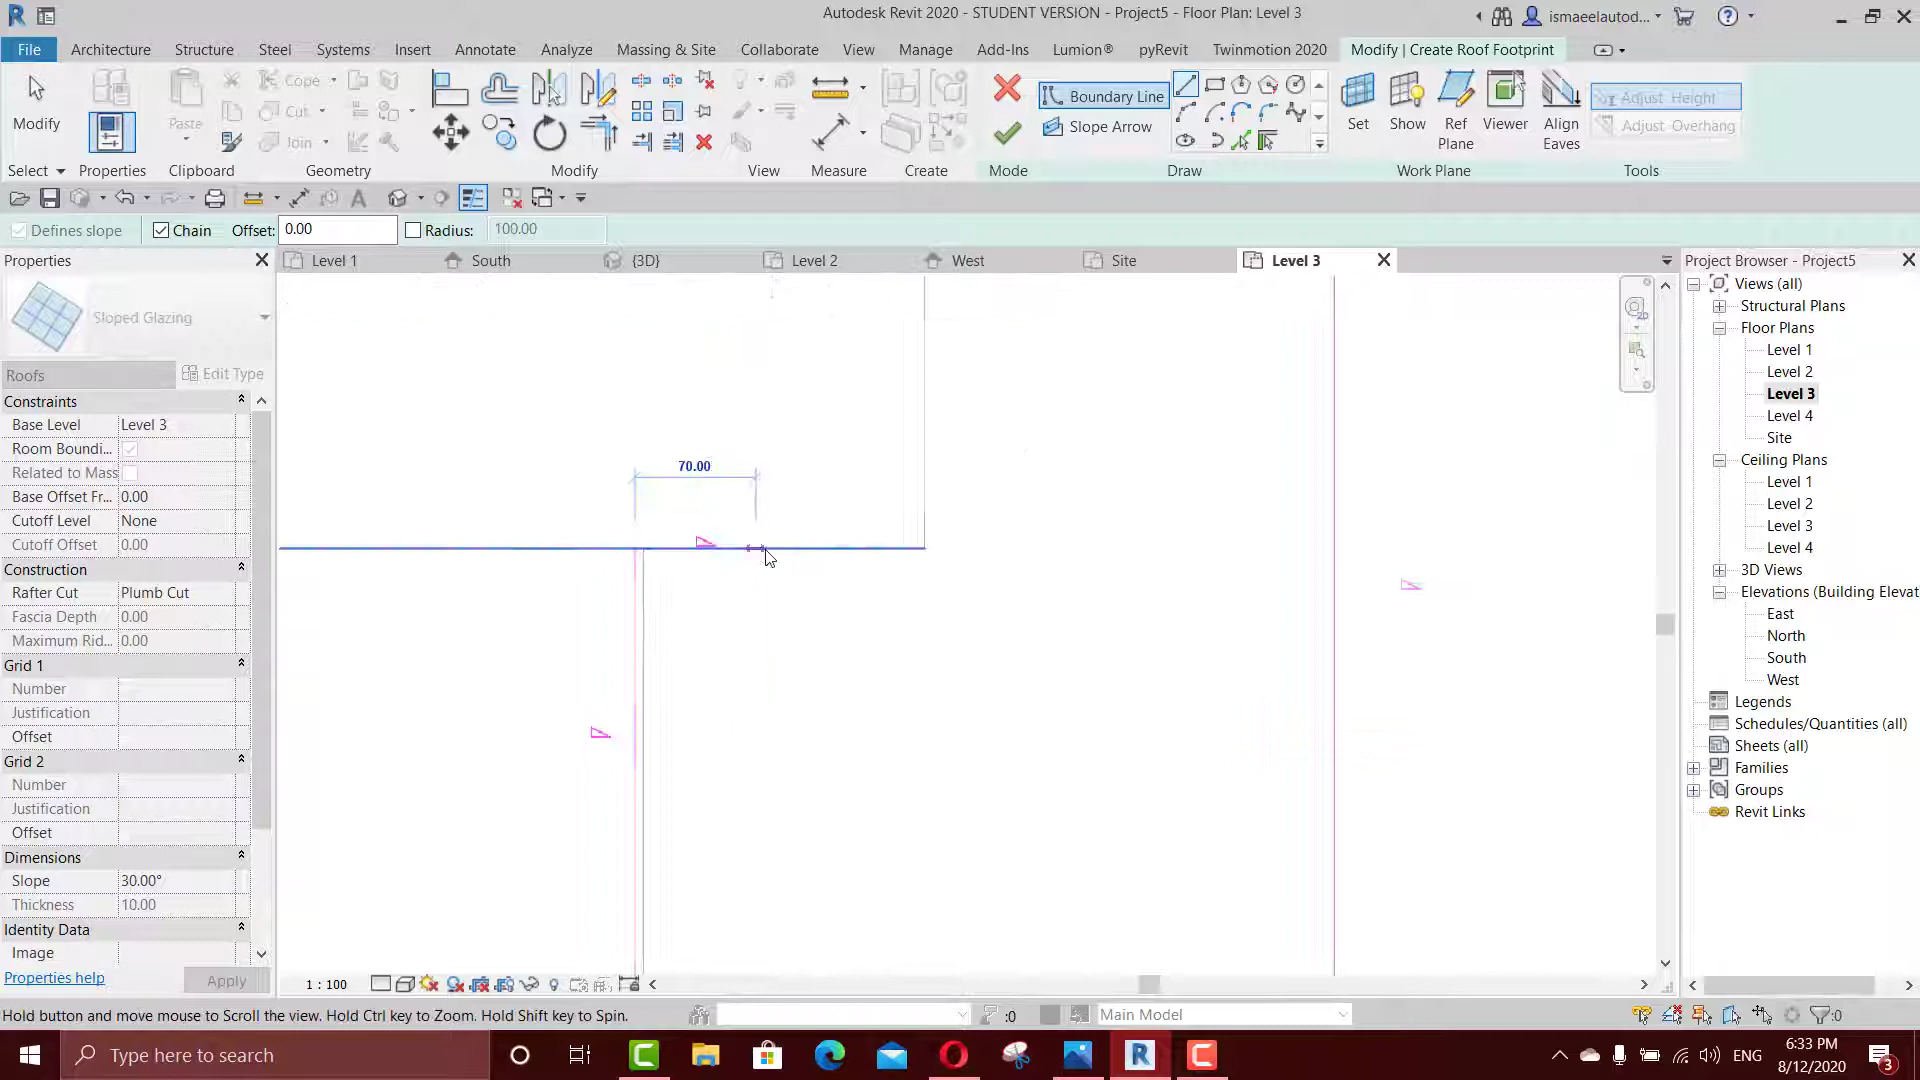 Autodesk Revit 2020 - STUDENT VERSION - Project5 - Floor Plan: Level 3
ismaeelautod...
File Architecture Structure Steel Systems Insert Annotate Analyze Massing & Site Collaborate View Manage Add-Ins Lumion® pyRevit Twinmotion 2020 Modify | Create Roof Footprint
Modify
Paste
Cope
Cut
Join
Boundary Line
Slope Arrow
Set
Show
Ref Plane
Viewer
Align Eaves
Adjust Height
Adjust Overhang
Select Properties Clipboard Geometry Modify View Measure Create Mode Draw Work Plane Tools
Defines slope Chain Offset: 0.00 Radius: 100.00
Properties
Level 1 South {3D} Level 2 West Site Level 3
Project Browser - Project5
Sloped Glazing
Roofs Edit Type
Constraints
Base Level Level 3
Room Boundi...
Related to Mass
Base Offset Fr... 0.00
Cutoff Level None
Cutoff Offset 0.00
Construction
Rafter Cut Plumb Cut
Fascia Depth 0.00
Maximum Rid... 0.00
Grid 1
Number
Justification
Offset
Grid 2
Number
Justification
Offset
Dimensions
Slope 30.00°
Thickness 10.00
Identity Data
Image
Properties help Apply
70.00
2D
Views (all)
Structural Plans
Floor Plans
Level 1
Level 2
Level 3
Level 4
Site
Ceiling Plans
Level 1
Level 2
Level 3
Level 4
3D Views
Elevations (Building Elevat
East
North
South
West
Legends
Schedules/Quantities (all)
Sheets (all)
Families
Groups
Revit Links
1 : 100
Hold button and move mouse to Scroll the view. Hold Ctrl key to Zoom. Hold Shift key to Spin.
:0
Main Model
:0
Type here to search
ENG
6:33 PM
8/12/2020
3